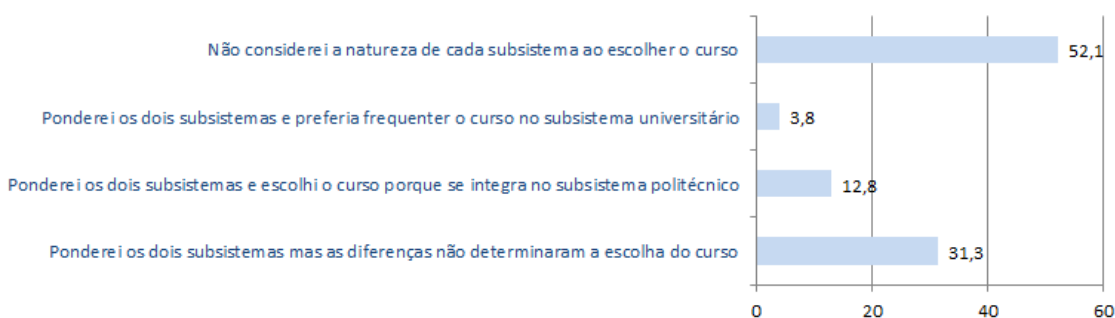 Não considerei a natureza de cada subsistema ao escolher o curso
52,1
Ponderei os dois subsistemas e preferia frequenter o curso no subsistema universitário
3,8
Ponderei os dois subsistemas e escolhi o curso porque se integra no subsistema politécnico
12,8
Ponderei os dois subsistemas mas as diferenças não determinaram a escolha do curso
31,3
0 20 40 60